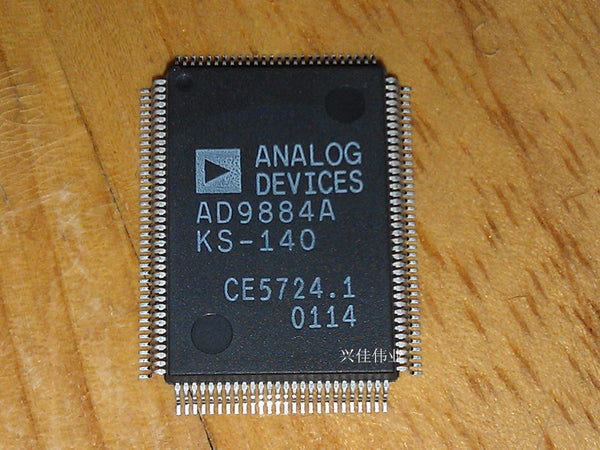 ANALOG
DEVICES
AD9884A
KS-140
CE5724.1
0114
兴佳伟业